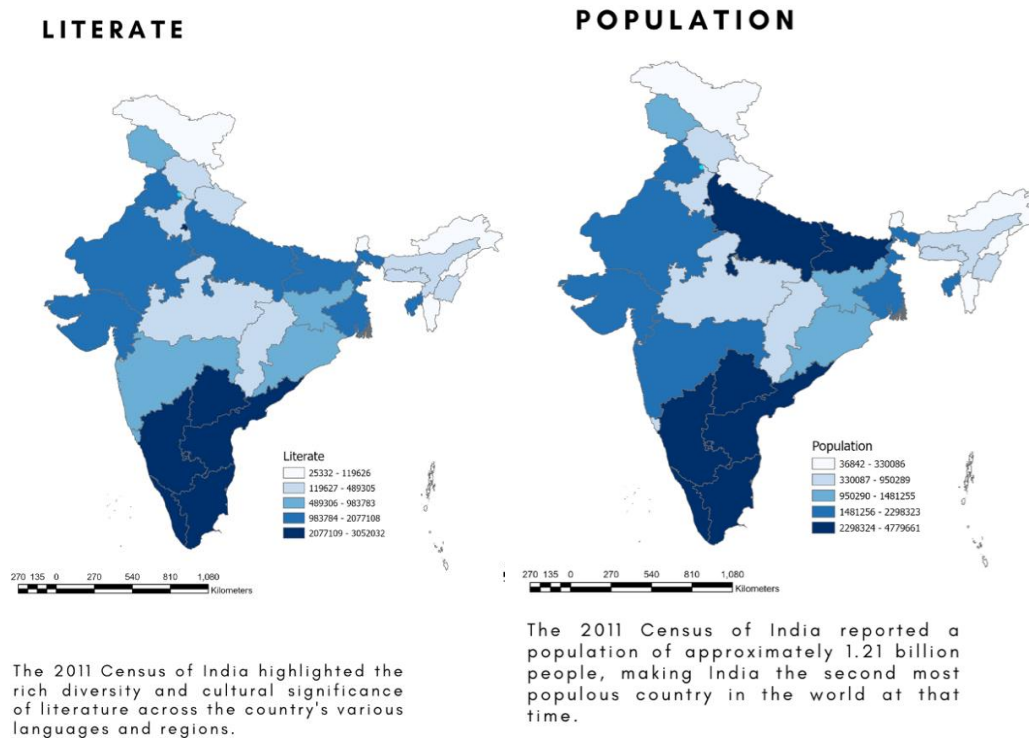 LITERATE
Literate
25332 - 119626
119627 - 489305
489306 - 983783
983784 - 2077108
2077109 - 3052032
270 135 0 270 540 810 1,080
Kilometers
The 2011 Census of India highlighted the
rich diversity and cultural significance
of literature across the country's various
languages and regions.
POPULATION
Population
36842 - 330086
330087 - 950289
950290 - 1481255
1481256 - 2298323
2298324 - 4779661
270 135 0 270 540 810 1,080
Kilometers
The 2011 Census of India reported a
population of approximately 1.21 billion
people, making India the second most
populous country in the world at that
time.